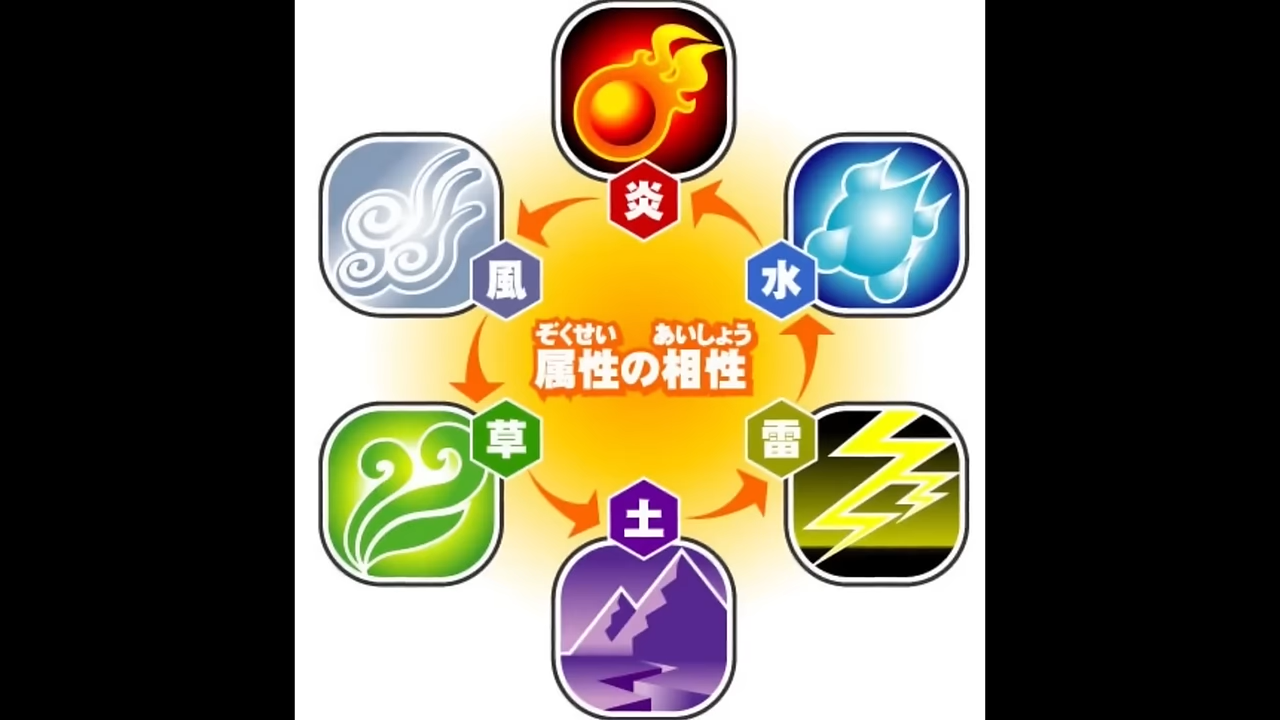 炎
風
水
ぞくせい あいしょう
属性の相性
草
雷
土